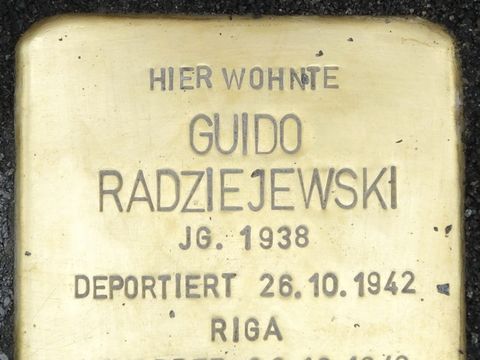 HIER WOHNTE
GUIDO
RADZIEJEWSKI
JG. 1938
DEPORTIERT 26.10.1942
RIGA